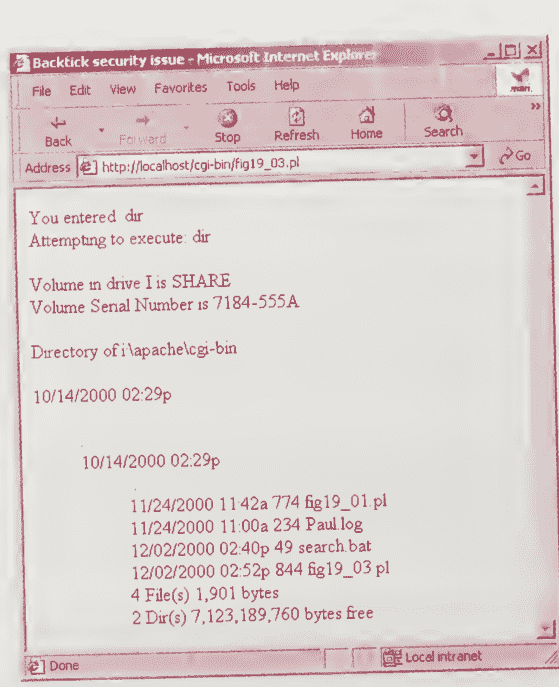 Backtick security issue - Microsoft Internet Explorer
File Edit View Favorites Tools Help
Back Forward Stop Refresh Home Search
Address http://localhost/cgi-bin/fig19_03.pl Go
You entered dir
Attempting to execute: dir
Volume in drive I is SHARE
Volume Serial Number is 7184-555A
Directory of i:\apache\cgi-bin
10/14/2000 02:29p
10/14/2000 02:29p
11/24/2000 11:42a 774 fig19_01.pl
11/24/2000 11:00a 234 Paul.log
12/02/2000 02:40p 49 search.bat
12/02/2000 02:52p 844 fig19_03.pl
4 File(s) 1,901 bytes
2 Dir(s) 7,123,189,760 bytes free
Done Local intranet